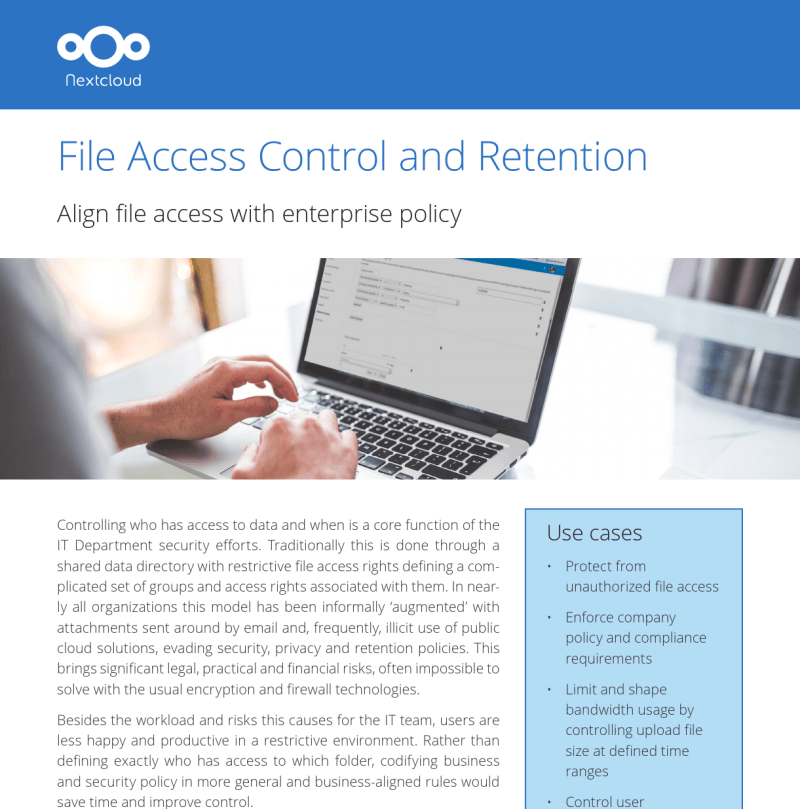 Nextcloud
File Access Control and Retention
Align file access with enterprise policy
Controlling who has access to data and when is a core function of the
IT Department security efforts. Traditionally this is done through a
shared data directory with restrictive file access rights defining a com-
plicated set of groups and access rights associated with them. In near-
ly all organizations this model has been informally ‘augmented’ with
attachments sent around by email and, frequently, illicit use of public
cloud solutions, evading security, privacy and retention policies. This
brings significant legal, practical and financial risks, often impossible to
solve with the usual encryption and firewall technologies.
Besides the workload and risks this causes for the IT team, users are
less happy and productive in a restrictive environment. Rather than
defining exactly who has access to which folder, codifying business
and security policy in more general and business-aligned rules would
save time and improve control.
Use cases
• Protect from
unauthorized file access
• Enforce company
policy and compliance
requirements
• Limit and shape
bandwidth usage by
controlling upload file
size at defined time
ranges
• Control user